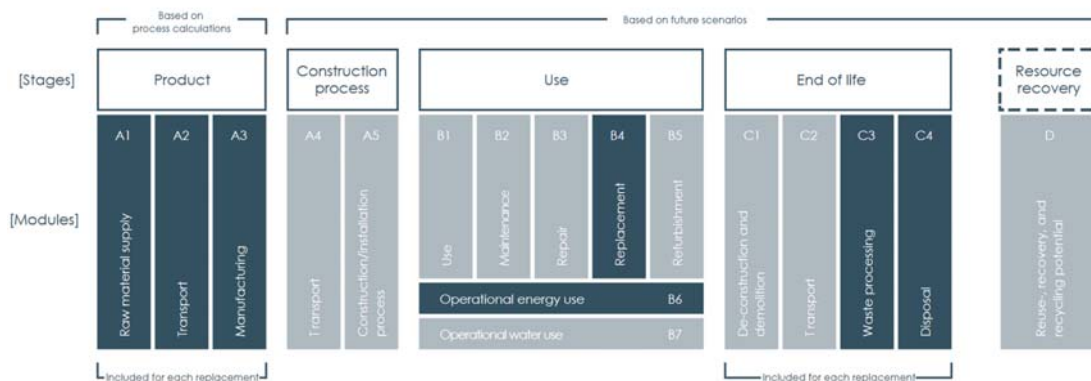 Based on
process calculations
Based on future scenarios
[Stages]
Product
Construction
process
Use
End of life
Resource
recovery
[Modules]
A1
Raw material supply
A2
Transport
A3
Manufacturing
A4
Transport
A5
Construction/installation
process
B1
Use
B2
Maintenance
B3
Repair
B4
Replacement
B5
Refurbishment
Operational energy use B6
Operational water use B7
C1
De-construction and
demolition
C2
Transport
C3
Waste processing
C4
Disposal
D
Reuse-, recovery, and
recycling potential
Included for each replacement
Included for each replacement